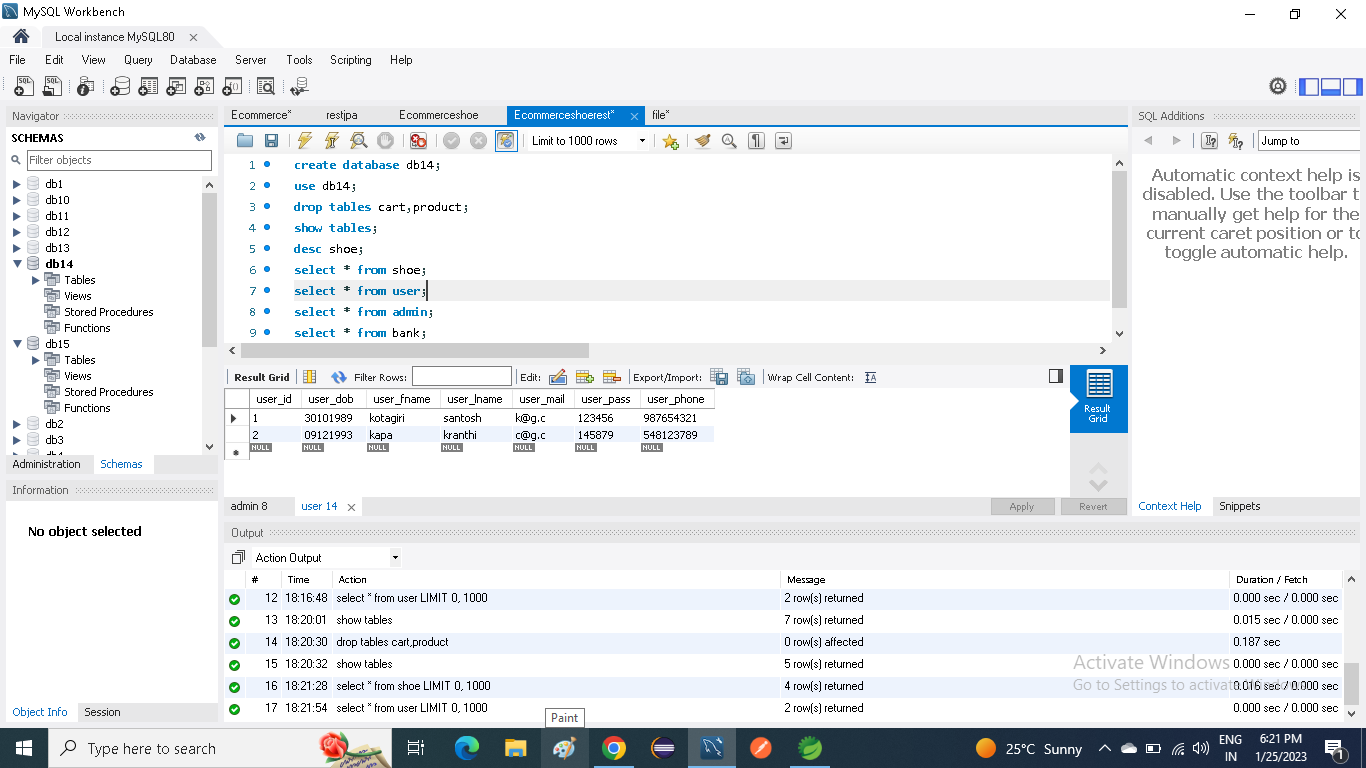 MySQL Workbench
Local instance MySQL80
File Edit View Query Database Server Tools Scripting Help
Navigator
SCHEMAS
Filter objects
db1
db10
db11
db12
db13
db14
Tables
Views
Stored Procedures
Functions
db15
Tables
Views
Stored Procedures
Functions
db2
db3
Administration Schemas
Information
No object selected
Object Info Session
Ecommerce* restjpa Ecommerceshoe Ecommerceshoerest* file*
Limit to 1000 rows
1 create database db14;
2 use db14;
3 drop tables cart,product;
4 show tables;
5 desc shoe;
6 select * from shoe;
7 select * from user;
8 select * from admin;
9 select * from bank;
Result Grid Filter Rows: Edit: Export/Import: Wrap Cell Content:
user_id user_dob user_fname user_lname user_mail user_pass user_phone
1 30101989 kotagiri santosh k@g.c 123456 987654321
2 09121993 kapa kranthi c@g.c 145879 548123789
NULL NULL NULL NULL NULL NULL NULL
Result
Grid
admin 8 user 14 Apply Revert
SQL Additions
Jump to
Automatic context help is
disabled. Use the toolbar t
manually get help for the
current caret position or to
toggle automatic help.
Context Help Snippets
Output
Action Output
# Time Action Message Duration / Fetch
12 18:16:48 select * from user LIMIT 0, 1000 2 row(s) returned 0.000 sec / 0.000 sec
13 18:20:01 show tables 7 row(s) returned 0.015 sec / 0.000 sec
14 18:20:30 drop tables cart,product 0 row(s) affected 0.187 sec
15 18:20:32 show tables 5 row(s) returned 0.000 sec / 0.000 sec
16 18:21:28 select * from shoe LIMIT 0, 1000 4 row(s) returned 0.016 sec / 0.000 sec
17 18:21:54 select * from user LIMIT 0, 1000 2 row(s) returned 0.000 sec / 0.000 sec
Activate Windows
Go to Settings to activate Windows.
Paint
Type here to search
25°C Sunny
ENG
IN
6:21 PM
1/25/2023
1